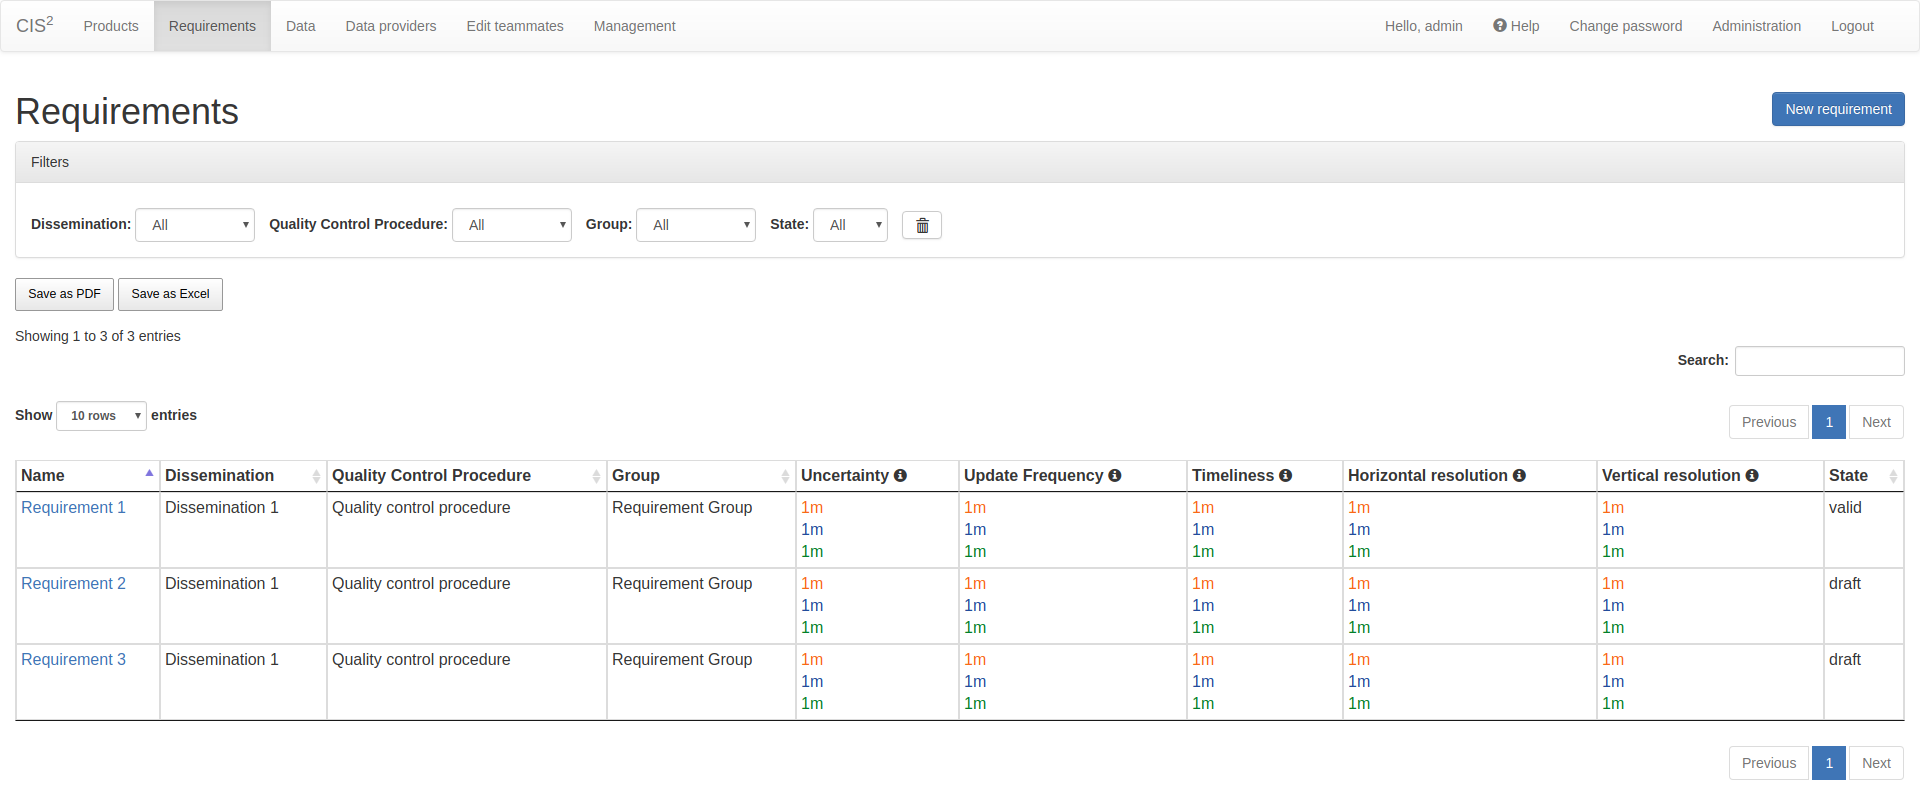 CIS2 Products Requirements Data Data providers Edit teammates Management Hello, admin Help Change password Administration Logout
Requirements New requirement
Filters
Dissemination: All Quality Control Procedure: All Group: All State: All
Save as PDF Save as Excel
Showing 1 to 3 of 3 entries
Search:
Show 10 rows entries Previous 1 Next
Name Dissemination Quality Control Procedure Group Uncertainty Update Frequency Timeliness Horizontal resolution Vertical resolution State
Requirement 1 Dissemination 1 Quality control procedure Requirement Group 1m 1m 1m 1m 1m valid
1m 1m 1m 1m 1m
1m 1m 1m 1m 1m
Requirement 2 Dissemination 1 Quality control procedure Requirement Group 1m 1m 1m 1m 1m draft
1m 1m 1m 1m 1m
1m 1m 1m 1m 1m
Requirement 3 Dissemination 1 Quality control procedure Requirement Group 1m 1m 1m 1m 1m draft
1m 1m 1m 1m 1m
1m 1m 1m 1m 1m
Previous 1 Next